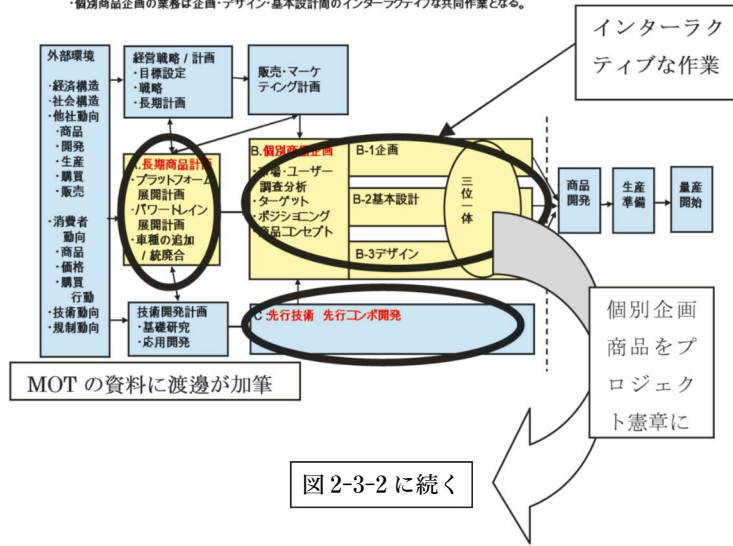 ・個別商品企画の業務は企画・デザイン・基本設計間のインターラクティブな共同作業となる。
インターラク
ティブな作業
外部環境
・経済構造
・社会構造
・他社動向
・商品
・開発
・生産
・購買
・販売
・消費者
動向
・商品
・価格
・購買
行動
・技術動向
・規制動向
経営戦略 / 計画
・目標設定
・戦略
・長期計画
販売・マーケ
ティング計画
A.長期商品計画
・プラットフォーム
展開計画
・パワートレイン
展開計画
・車種の追加
/ 統廃合
技術開発計画
・基礎研究
・応用開発
B.個別商品企画
・市場・ユーザー
調査分析
・ターゲット
・ポジショニング
・商品コンセプト
B-1企画
B-2基本設計
B-3デザイン
三位一体
C:先行技術 先行コンポ開発
商品
開発
生産
準備
量産
開始
個別企画
商品をプ
ロジェク
ト憲章に
MOT の資料に渡邊が加筆
図 2-3-2 に続く